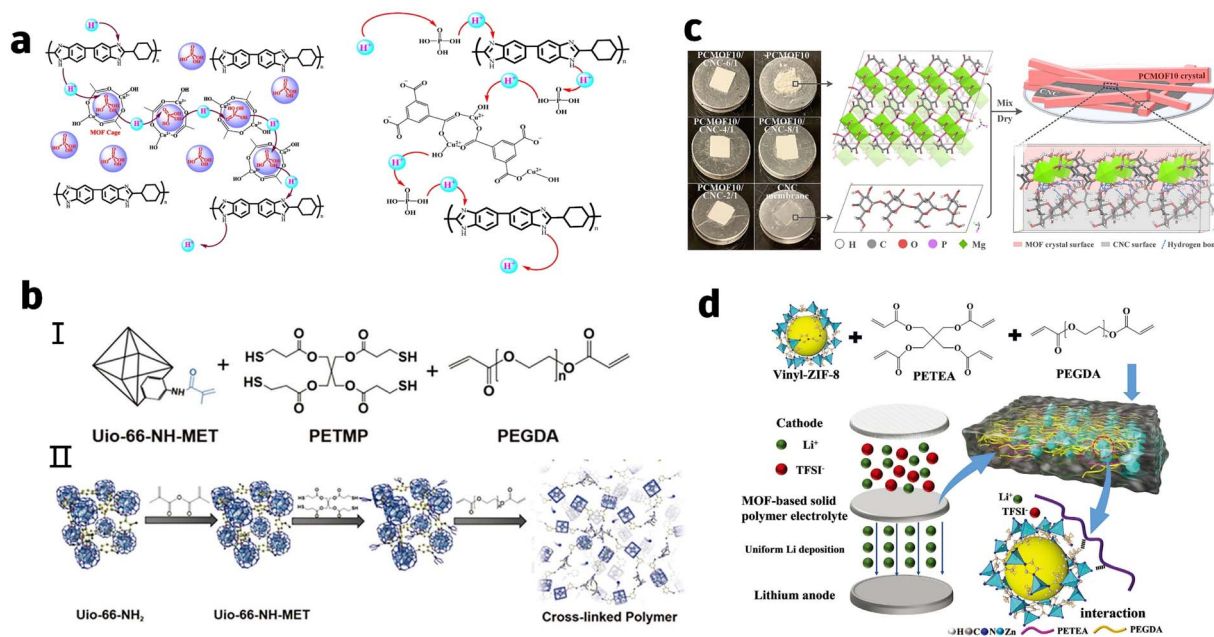 a
H⁺
H⁺
MOF Cage
H⁺
H⁺
H⁺
H⁺
H⁺
H⁺
H⁺
H⁺
H⁺
H⁺
H⁺
H⁺
H⁺
b
I
Uio-66-NH-MET
+
PETMP
+
PEGDA
II
Uio-66-NH₂
Uio-66-NH-MET
Cross-linked Polymer
c
PCMOF10/
CNC-6/1
PCMOF10
PCMOF10/
CNC-4/1
PCMOF10/
CNC-8/1
PCMOF10/
CNC-2/1
CNC
membrane
Mix
Dry
PCMOF10 crystal
CNC
H C O P Mg
MOF crystal surface CNC surface Hydrogen bon
d
Vinyl-ZIF-8
+
PETEA
+
PEGDA
Cathode
Li⁺
TFSI⁻
MOF-based solid
polymer electrolyte
Uniform Li deposition
Lithium anode
Li⁺
TFSI⁻
interaction
H C N Zn PETEA PEGDA